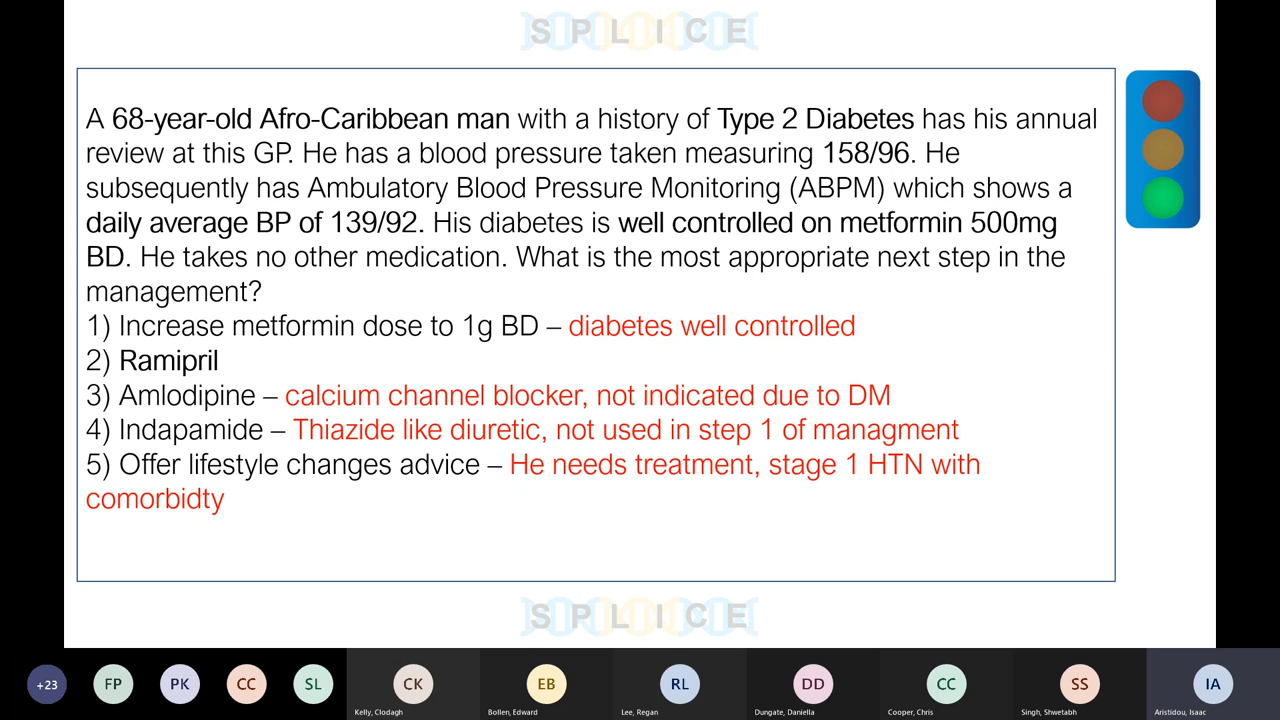 S P L I C E
A 68-year-old Afro-Caribbean man with a history of Type 2 Diabetes has his annual
review at this GP. He has a blood pressure taken measuring 158/96. He
subsequently has Ambulatory Blood Pressure Monitoring (ABPM) which shows a
daily average BP of 139/92. His diabetes is well controlled on metformin 500mg
BD. He takes no other medication. What is the most appropriate next step in the
management?
1) Increase metformin dose to 1g BD – diabetes well controlled
2) Ramipril
3) Amlodipine – calcium channel blocker, not indicated due to DM
4) Indapamide – Thiazide like diuretic, not used in step 1 of managment
5) Offer lifestyle changes advice – He needs treatment, stage 1 HTN with
comorbidty
S P L I C E
+23 FP PK CC SL CK EB RL DD CC SS IA
Kelly, Clodagh Bollen, Edward Lee, Regan Dungate, Daniella Cooper, Chris Singh, Shwetabh Aristidou, Isaac